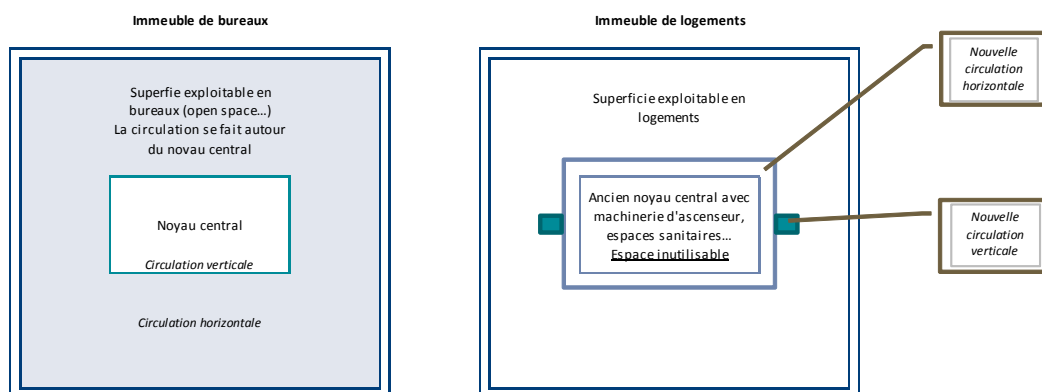 Immeuble de bureaux
Superfie exploitable en
bureaux (open space...)
La circulation se fait autour
du novau central
Noyau central
Circulation verticale
Circulation horizontale
Immeuble de logements
Superficie exploitable en
logements
Ancien noyau central avec
machinerie d'ascenseur,
espaces sanitaires...
Espace inutilisable
Nouvelle
circulation
horizontale
Nouvelle
circulation
verticale